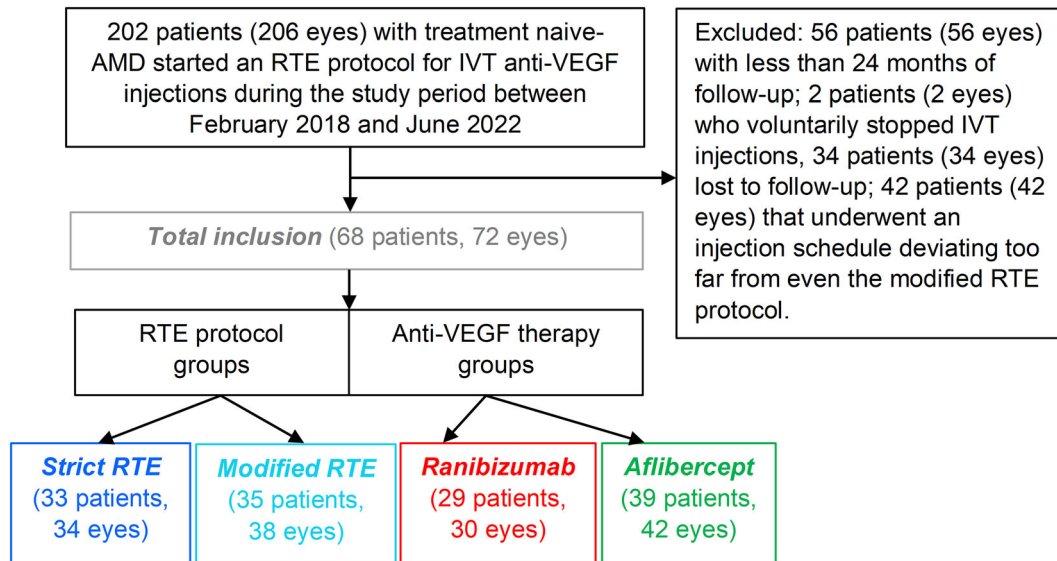 202 patients (206 eyes) with treatment naive-
AMD started an RTE protocol for IVT anti-VEGF
injections during the study period between
February 2018 and June 2022
Excluded: 56 patients (56 eyes)
with less than 24 months of
follow-up; 2 patients (2 eyes)
who voluntarily stopped IVT
injections, 34 patients (34 eyes)
lost to follow-up; 42 patients (42
eyes) that underwent an
injection schedule deviating too
far from even the modified RTE
protocol.
Total inclusion (68 patients, 72 eyes)
RTE protocol
groups
Anti-VEGF therapy
groups
Strict RTE
(33 patients,
34 eyes)
Modified RTE
(35 patients,
38 eyes)
Ranibizumab
(29 patients,
30 eyes)
Aflibercept
(39 patients,
42 eyes)